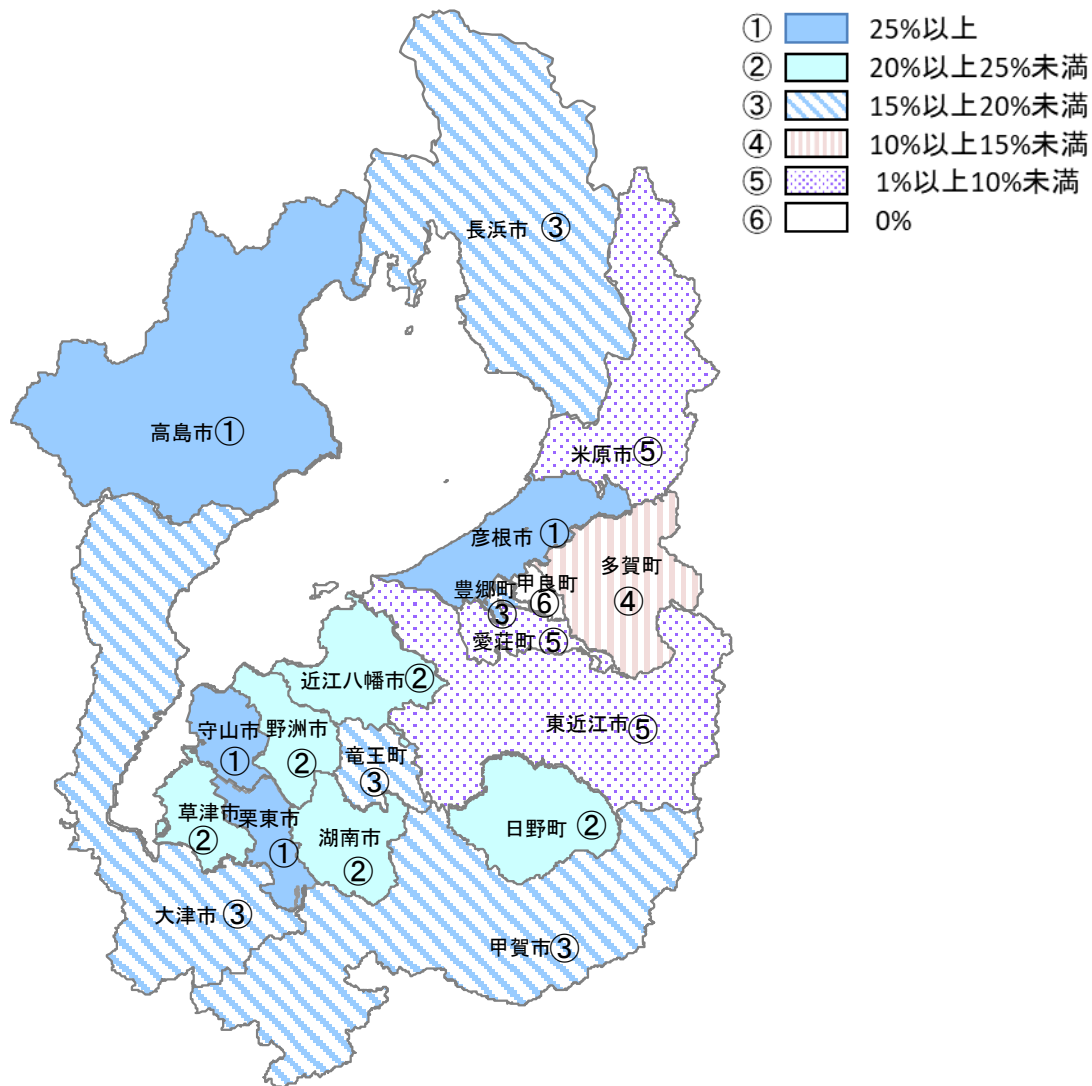 ① 25%以上
② 20%以上25%未満
③ 15%以上20%未満
④ 10%以上15%未満
⑤ 1%以上10%未満
⑥ 0%
長浜市 ③
高島市①
米原市⑤
彦根市 ①
多賀町
④
甲良町
⑥
豊郷町
③
愛荘町⑤
近江八幡市②
東近江市⑤
守山市
①
野洲市
②
竜王町
③
草津市
②
栗東市
①
湖南市
②
日野町 ②
大津市③
甲賀市③